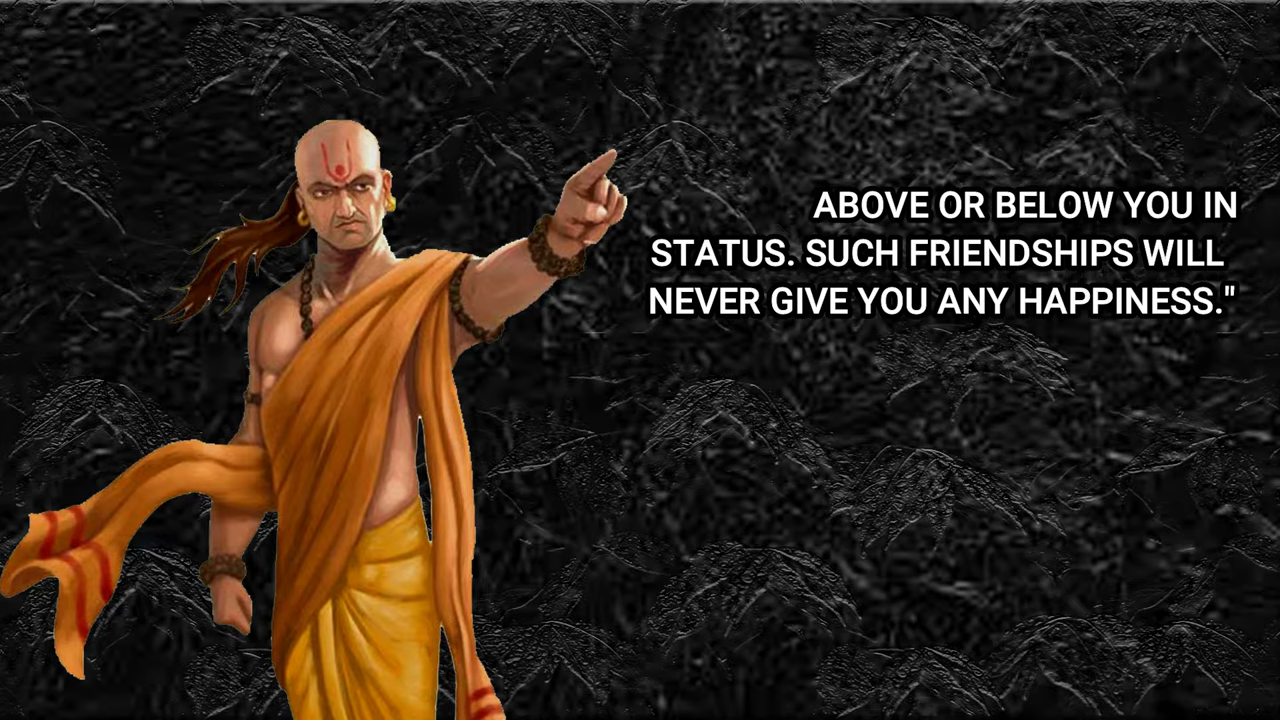 ABOVE OR BELOW YOU IN
STATUS. SUCH FRIENDSHIPS WILL
NEVER GIVE YOU ANY HAPPINESS."